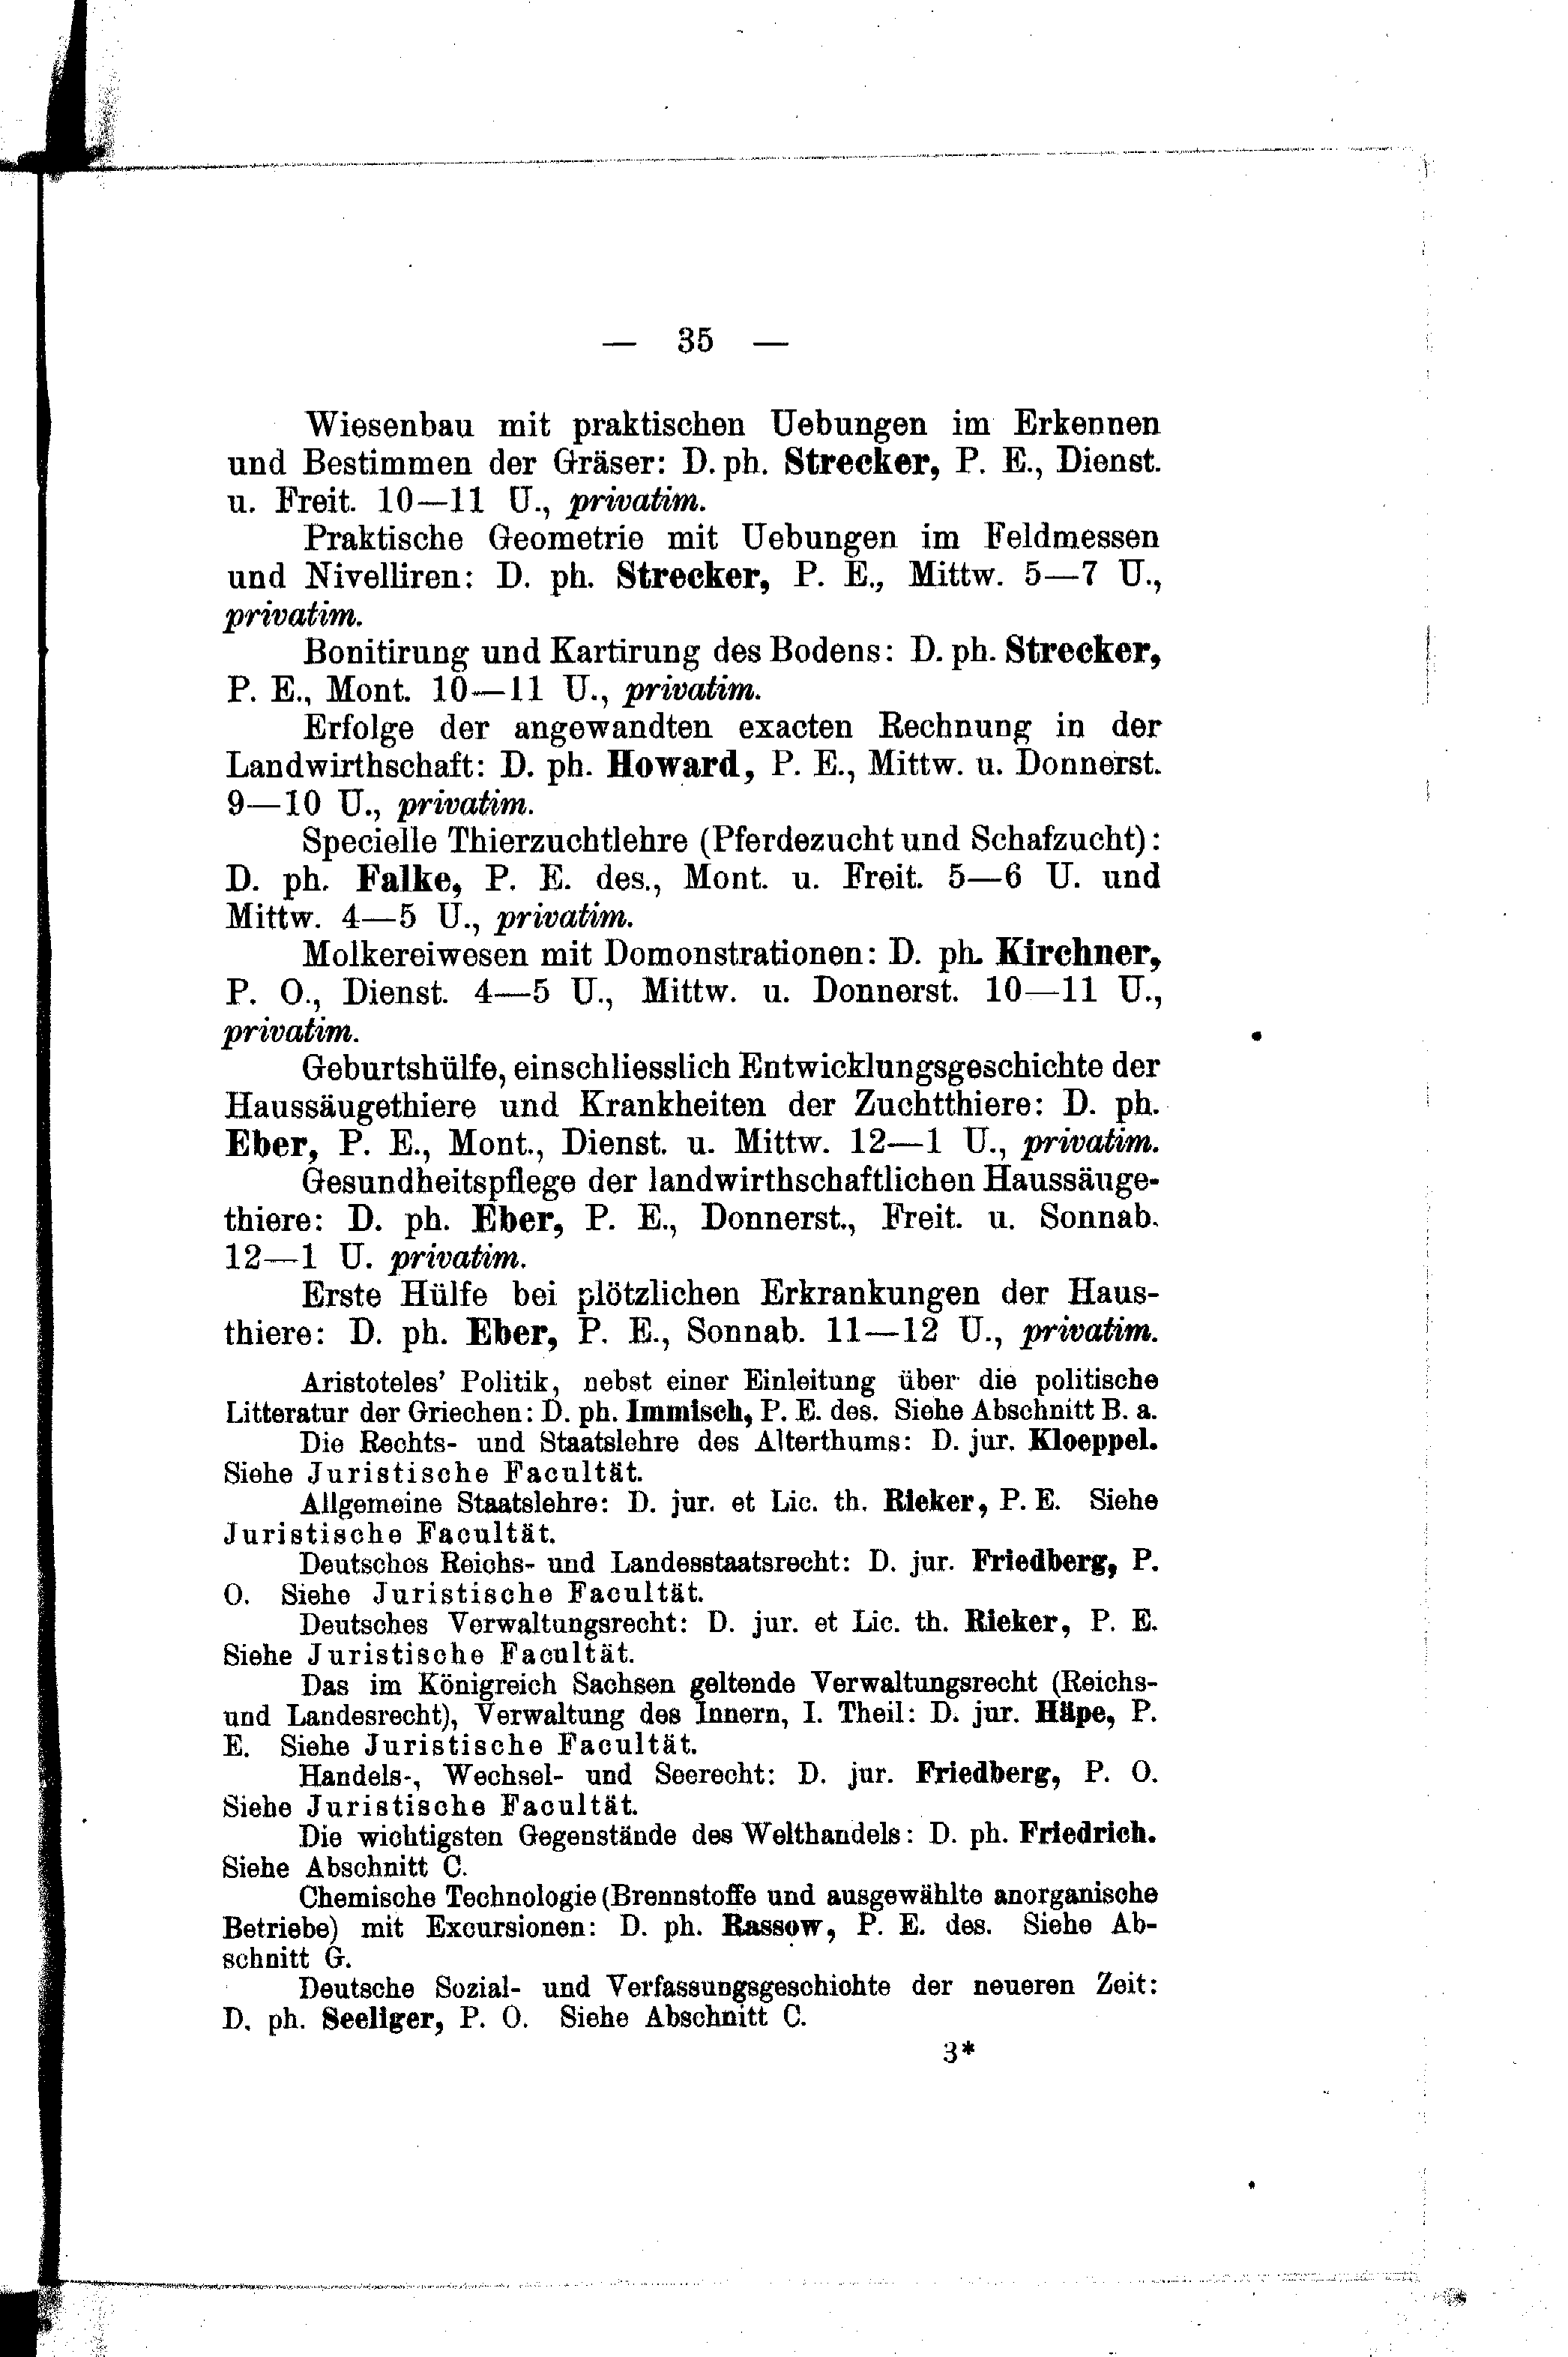 — 35 —
Wiesenbau mit praktischen Uebungen im Erkennen
und Bestimmen der Gräser: D. ph. Strecker, P. E., Dienst.
u. Freit. 10—11 U., privatim.
Praktische Geometrie mit Uebungen im Feldmessen
und Nivelliren: D. ph. Strecker, P. E., Mittw. 5—7 U.,
privatim.
Bonitirung und Kartirung des Bodens: D. ph. Strecker,
P. E., Mont. 10—11 U., privatim.
Erfolge der angewandten exacten Rechnung in der
Landwirthschaft: D. ph. Howard, P. E., Mittw. u. Donnerst.
9—10 U., privatim.
Specielle Thierzuchtlehre (Pferdezucht und Schafzucht):
D. ph. Falke, P. E. des., Mont. u. Freit. 5—6 U. und
Mittw. 4—5 U., privatim.
Molkereiwesen mit Domonstrationen: D. ph. Kirchner,
P. O., Dienst. 4—5 U., Mittw. u. Donnerst. 10—11 U.,
privatim.
Geburtshülfe, einschliesslich Entwicklungsgeschichte der
Haussäugethiere und Krankheiten der Zuchtthiere: D. ph.
Eber, P. E., Mont., Dienst. u. Mittw. 12—1 U., privatim.
Gesundheitspflege der landwirthschaftlichen Haussäuge-
thiere: D. ph. Eber, P. E., Donnerst., Freit. u. Sonnab.
12—1 U. privatim.
Erste Hülfe bei plötzlichen Erkrankungen der Haus-
thiere: D. ph. Eber, P. E., Sonnab. 11—12 U., privatim.
Aristoteles' Politik, nebst einer Einleitung über die politische
Litteratur der Griechen: D. ph. Immisch, P. E. des. Siehe Abschnitt B. a.
Die Rechts- und Staatslehre des Alterthums: D. jur. Kloeppel.
Siehe Juristische Facultät.
Allgemeine Staatslehre: D. jur. et Lic. th. Rieker, P. E. Siehe
Juristische Facultät.
Deutsches Reichs- und Landesstaatsrecht: D. jur. Friedberg, P.
O. Siehe Juristische Facultät.
Deutsches Verwaltungsrecht: D. jur. et Lic. th. Rieker, P. E.
Siehe Juristische Facultät.
Das im Königreich Sachsen geltende Verwaltungsrecht (Reichs-
und Landesrecht), Verwaltung des Innern, I. Theil: D. jur. Häpe, P.
E. Siehe Juristische Facultät.
Handels-, Wechsel- und Seerecht: D. jur. Friedberg, P. O.
Siehe Juristische Facultät.
Die wichtigsten Gegenstände des Welthandels: D. ph. Friedrich.
Siehe Abschnitt C.
Chemische Technologie (Brennstoffe und ausgewählte anorganische
Betriebe) mit Excursionen: D. ph. Rassow, P. E. des. Siehe Ab-
schnitt G.
Deutsche Sozial- und Verfassungsgeschichte der neueren Zeit:
D. ph. Seeliger, P. O. Siehe Abschnitt C.
3*